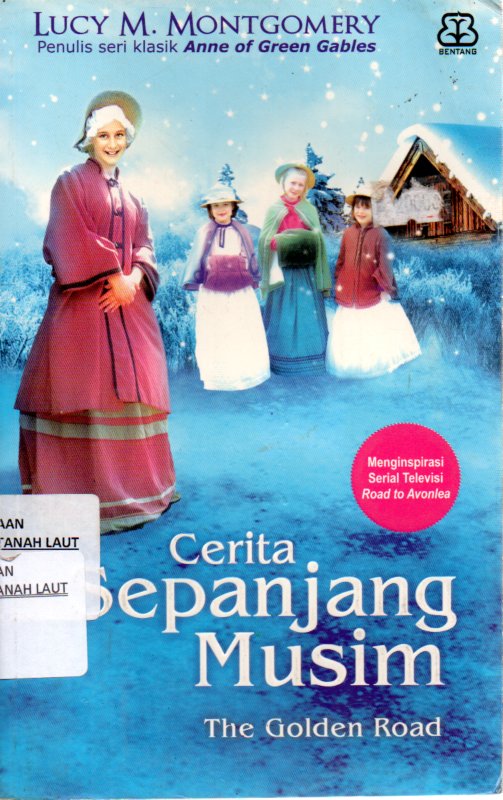 LUCY M. MONTGOMERY
Penulis seri klasik Anne of Green Gables
BENTANG
Menginspirasi
Serial Televisi
Road to Avonlea
AAN
TANAH LAUT
AN
ANAH LAUT
Cerita
Sepanjang
Musim
The Golden Road